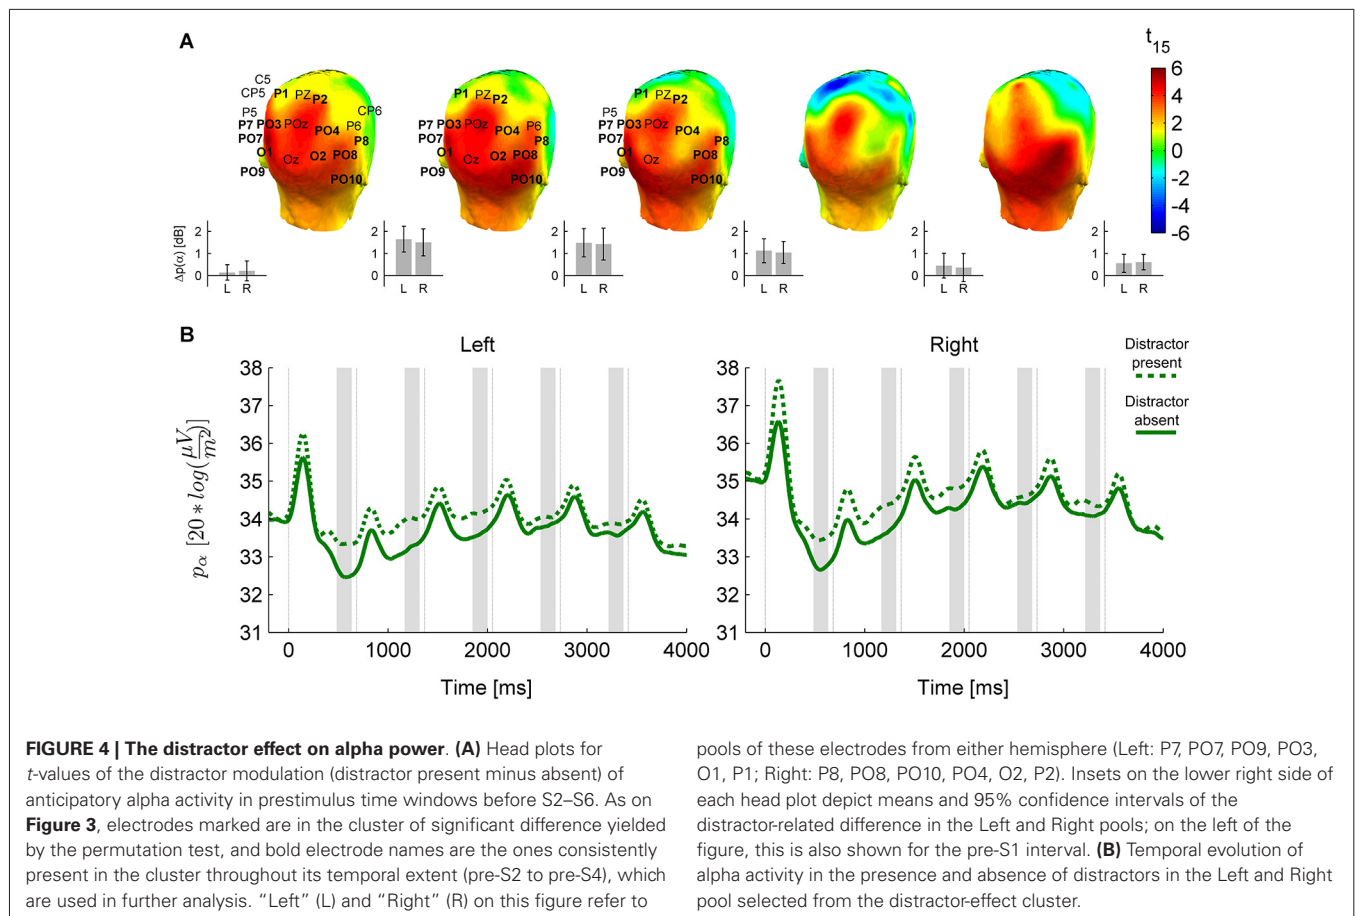 A
t15
6
4
2
0
-2
-4
-6
C5
CP5
P1 PZ P2
P5 CP6
P7 PO3 POz PO4 P6
PO7 P8
O1 Oz O2 PO8
PO9 PO10
P1 PZ P2
P7 PO3 POz PO4 P6
PO7 P8
O1 Oz O2 PO8
PO9 PO10
P1 PZ P2
P5
P7 PO3 POz PO4
PO7
O1 Oz PO8
PO9 PO10
Δp(α) [dB]
2
1
0
L R
2
1
0
L R
2
1
0
L R
2
1
0
L R
2
1
0
L R
2
1
0
L R
B
Left
Right
Distractor
present
Distractor
absent
pα [20 * log(μV/m2)]
38
37
36
35
34
33
32
31
0 1000 2000 3000 4000
Time [ms]
38
37
36
35
34
33
32
31
0 1000 2000 3000 4000
Time [ms]
FIGURE 4 | The distractor effect on alpha power. (A) Head plots for
t-values of the distractor modulation (distractor present minus absent) of
anticipatory alpha activity in prestimulus time windows before S2–S6. As on
Figure 3, electrodes marked are in the cluster of significant difference yielded
by the permutation test, and bold electrode names are the ones consistently
present in the cluster throughout its temporal extent (pre-S2 to pre-S4), which
are used in further analysis. “Left” (L) and “Right” (R) on this figure refer to
pools of these electrodes from either hemisphere (Left: P7, PO7, PO9, PO3,
O1, P1; Right: P8, PO8, PO10, PO4, O2, P2). Insets on the lower right side of
each head plot depict means and 95% confidence intervals of the
distractor-related difference in the Left and Right pools; on the left of the
figure, this is also shown for the pre-S1 interval. (B) Temporal evolution of
alpha activity in the presence and absence of distractors in the Left and Right
pool selected from the distractor-effect cluster.